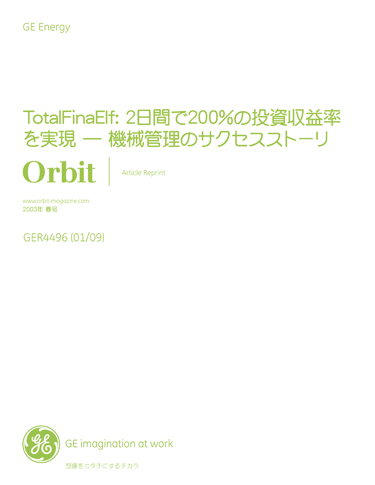 GE Energy
TotalFinaElf: 2日間で200%の投資収益率
を実現 — 機械管理のサクセスストーリ
Orbit
Article Reprint
www.orbit-magazine.com
2003年 春号
GER4496 (01/09)
GE imagination at work
想像をカタチにするチカラ